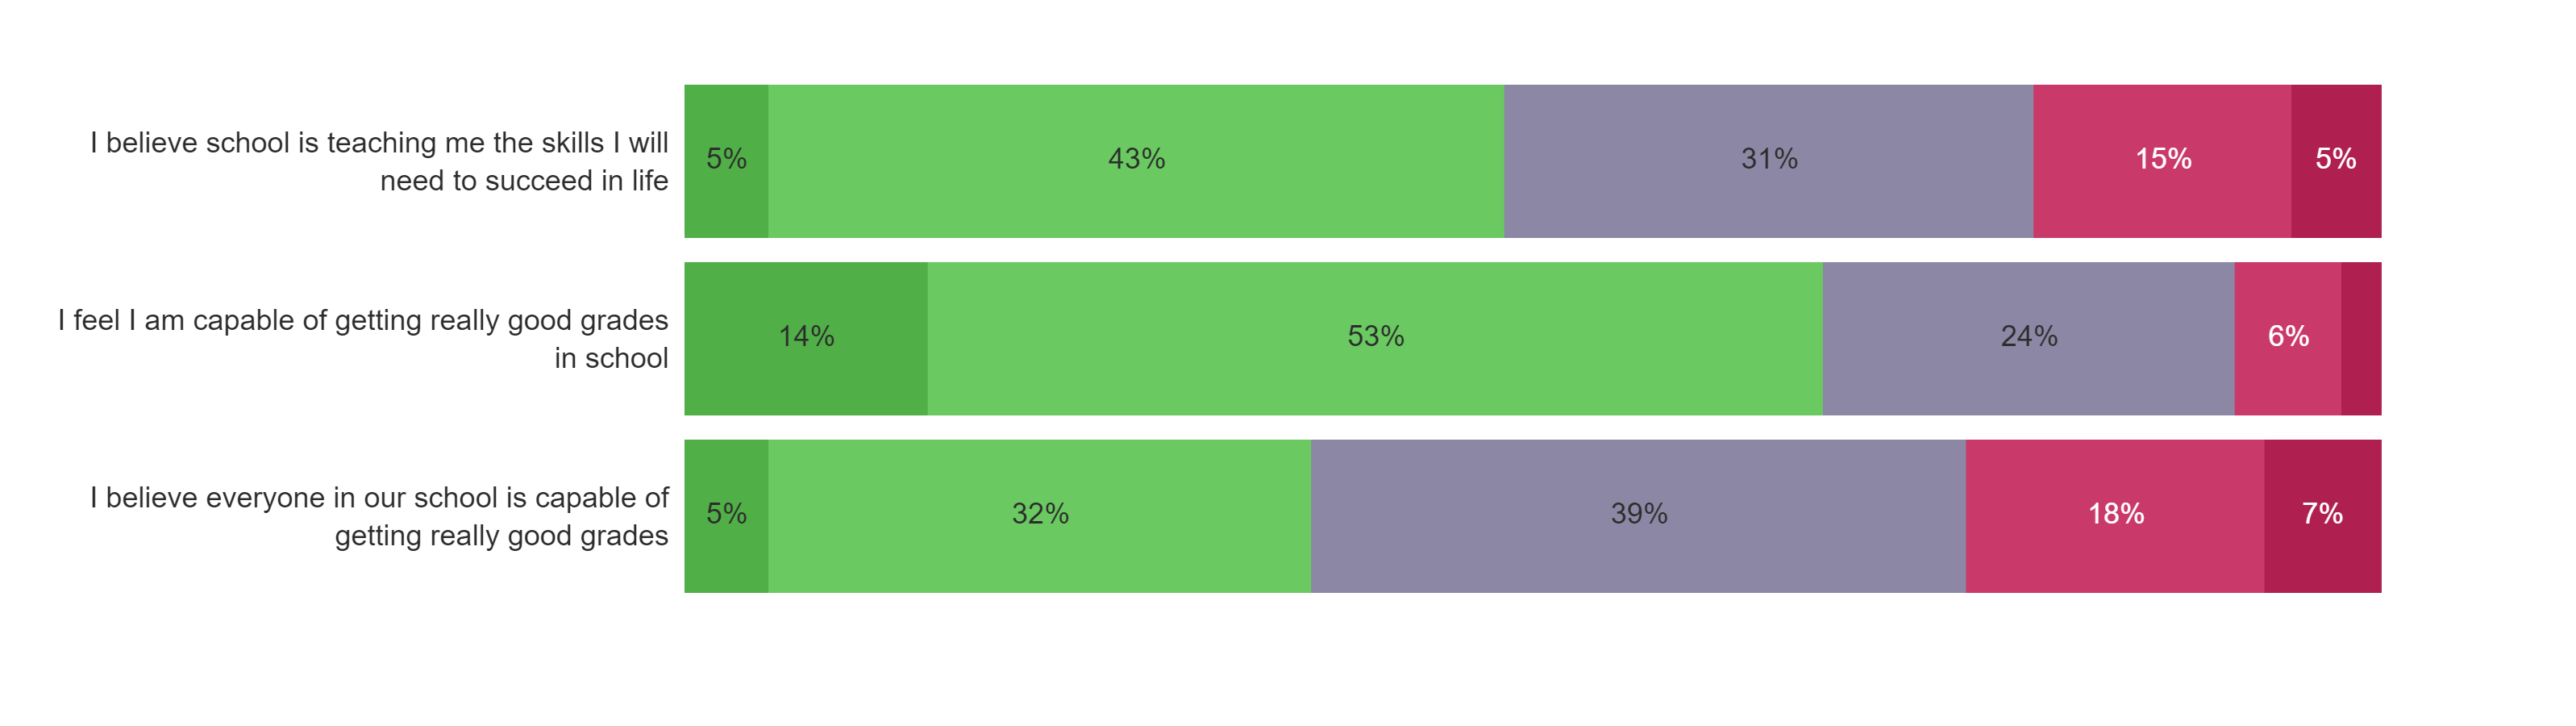 I believe school is teaching me the skills I will
need to succeed in life
5% 43% 31% 15% 5%
I feel I am capable of getting really good grades
in school
14% 53% 24% 6%
I believe everyone in our school is capable of
getting really good grades
5% 32% 39% 18% 7%